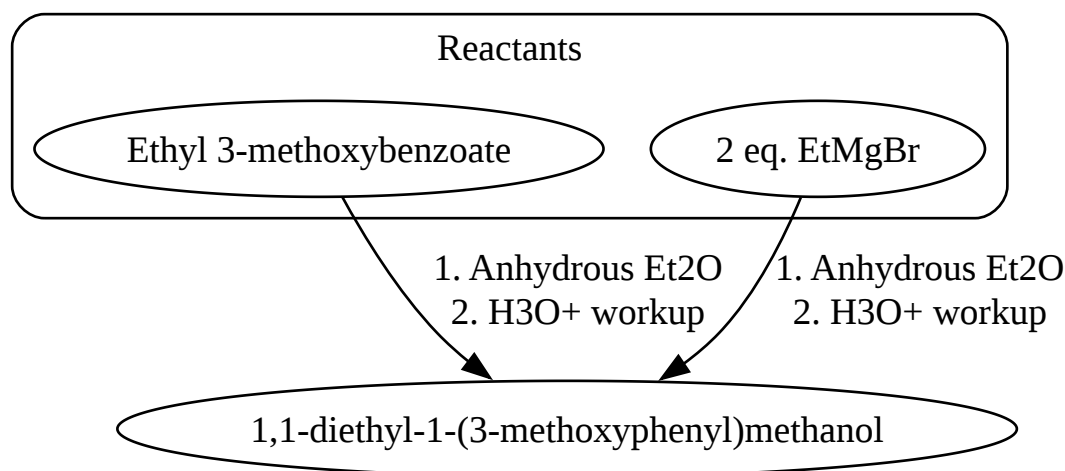 Reactants
Ethyl 3-methoxybenzoate
2 eq. EtMgBr
1. Anhydrous Et2O
2. H3O+ workup
1. Anhydrous Et2O
2. H3O+ workup
1,1-diethyl-1-(3-methoxyphenyl)methanol